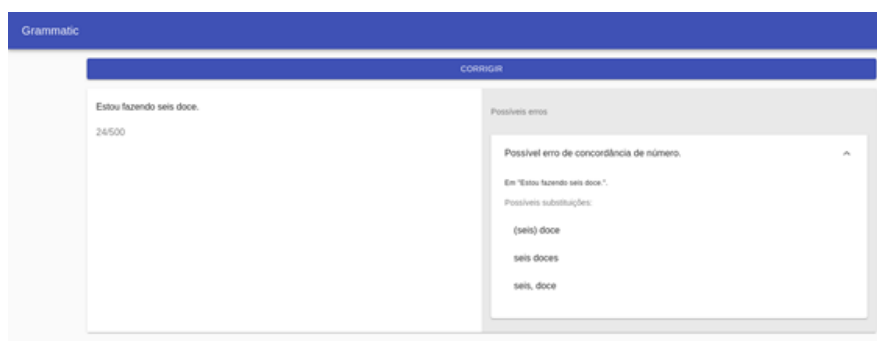 Grammatic
CORRIGIR
Estou fazendo seis doce.
24/500
Possíveis erros
Possível erro de concordância de número.
Em "Estou fazendo seis doce.".
Possíveis substituições:
(seis) doce
seis doces
seis, doce